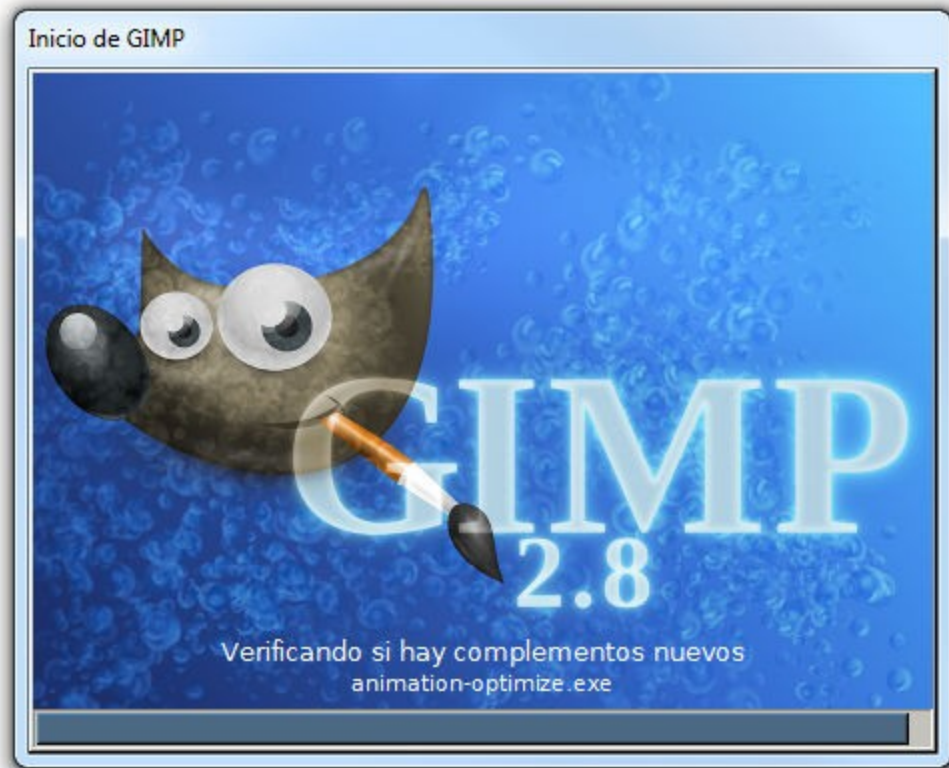 Inicio de GIMP
GIMP
2.8
Verificando si hay complementos nuevos
animation-optimize.exe